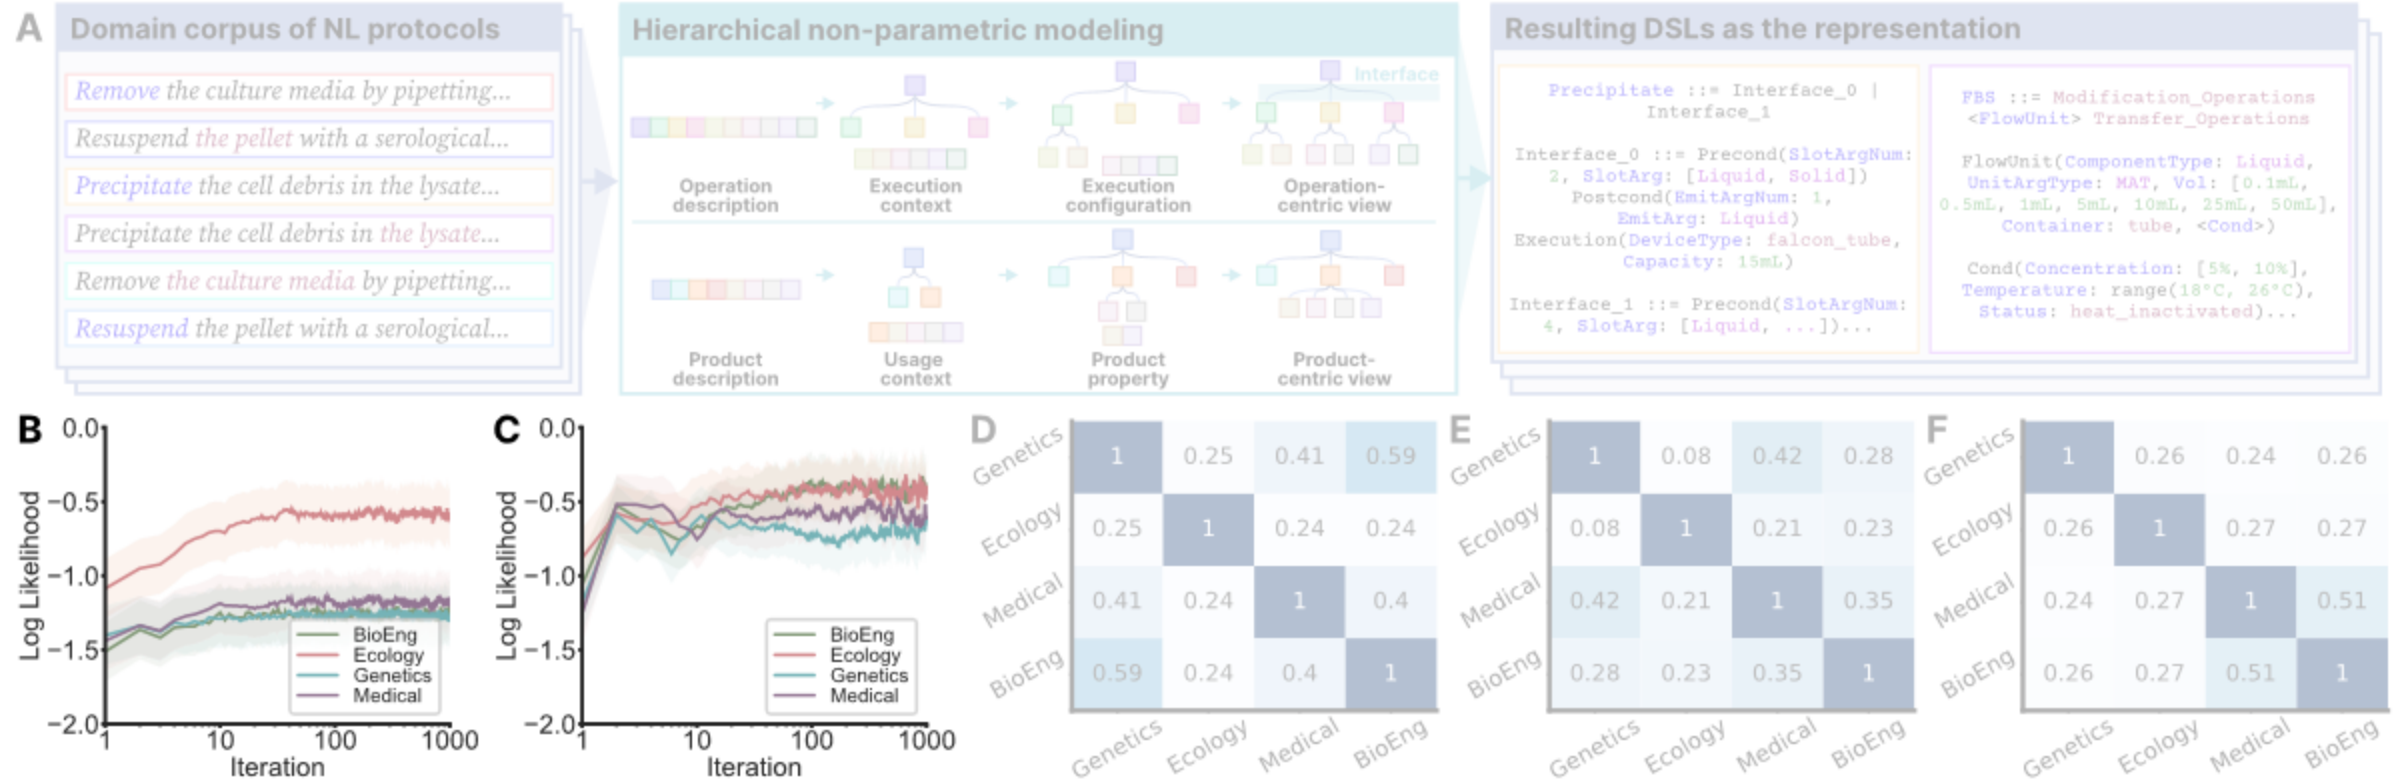 A
Domain corpus of NL protocols
Remove the culture media by pipetting...
Resuspend the pellet with a serological...
Precipitate the cell debris in the lysate...
Precipitate the cell debris in the lysate...
Remove the culture media by pipetting...
Resuspend the pellet with a serological...
Hierarchical non-parametric modeling
Interface
Operation description
Execution context
Execution configuration
Operation-centric view
Product description
Usage context
Product property
Product-centric view
Resulting DSLs as the representation
Precipitate ::= Interface_0 |
Interface_1
Interface_0 ::= Precond(SlotArgNum:
2, SlotArg: [Liquid, Solid])
Postcond(EmitArgNum: 1,
EmitArg: Liquid)
Execution(DeviceType: falcon_tube,
Capacity: 15mL)
Interface_1 ::= Precond(SlotArgNum:
4, SlotArg: [Liquid, ...])...
FBS ::= Modification_Operations
<FlowUnit> Transfer_Operations
FlowUnit(ComponentType: Liquid,
UnitArgType: MAT, Vol: [0.1mL,
0.5mL, 1mL, 5mL, 10mL, 25mL, 50mL],
Container: tube, <Cond>)
Cond(Concentration: [5%, 10%],
Temperature: range(18°C, 26°C),
Status: heat_inactivated)...
B
Log Likelihood
0.0
−0.5
−1.0
−1.5
−2.0
BioEng
Ecology
Genetics
Medical
1 10 100 1000
Iteration
C
Log Likelihood
0.0
−0.5
−1.0
−1.5
−2.0
BioEng
Ecology
Genetics
Medical
1 10 100 1000
Iteration
D
Genetics 1 0.25 0.41 0.59
Ecology 0.25 1 0.24 0.24
Medical 0.41 0.24 1 0.4
BioEng 0.59 0.24 0.4 1
Genetics Ecology Medical BioEng
E
Genetics 1 0.08 0.42 0.28
Ecology 0.08 1 0.21 0.23
Medical 0.42 0.21 1 0.35
BioEng 0.28 0.23 0.35 1
Genetics Ecology Medical BioEng
F
Genetics 1 0.26 0.24 0.26
Ecology 0.26 1 0.27 0.27
Medical 0.24 0.27 1 0.51
BioEng 0.26 0.27 0.51 1
Genetics Ecology Medical BioEng